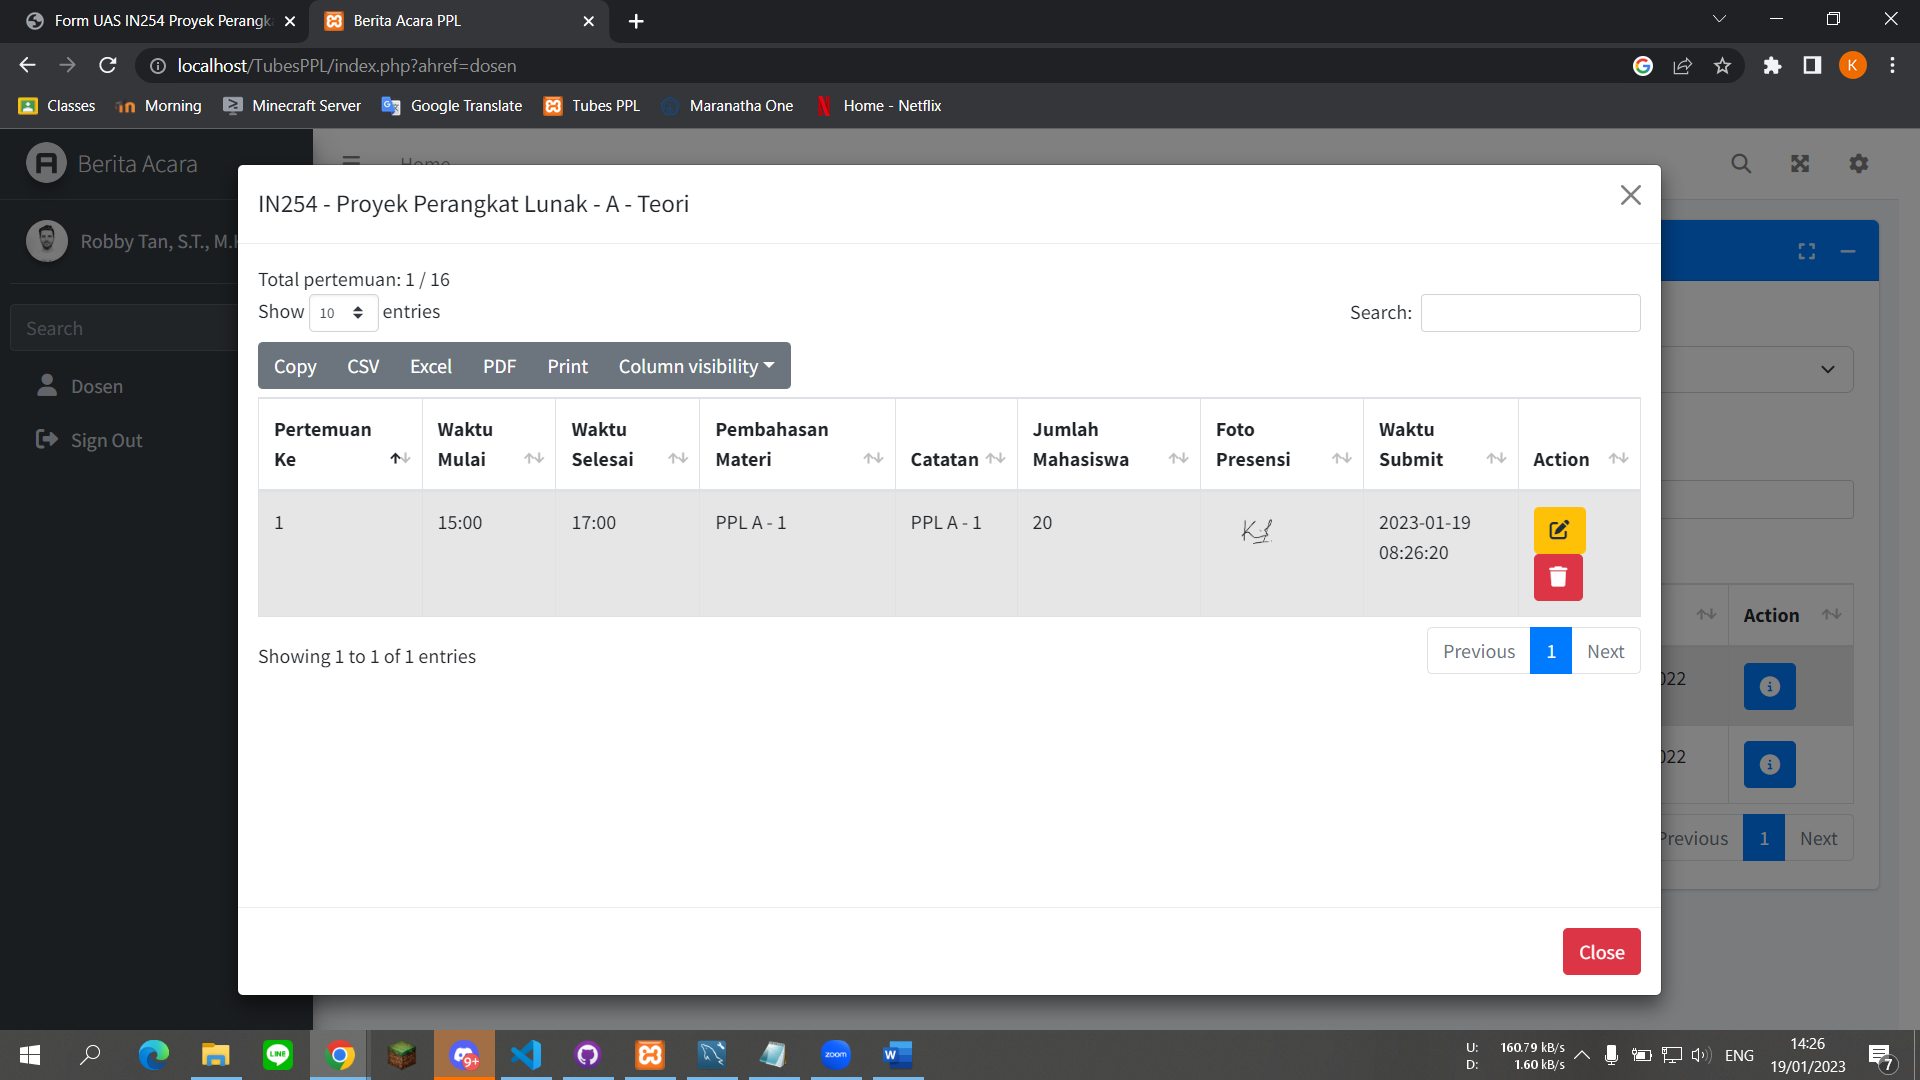 Form UAS IN254 Proyek Perangk
Berita Acara PPL
localhost/TubesPPL/index.php?ahref=dosen
K
Classes
Morning
Minecraft Server
Google Translate
Tubes PPL
Maranatha One
Home - Netflix
Berita Acara
Home
Robby Tan, S.T., M.K
Search
Dosen
Sign Out
IN254 - Proyek Perangkat Lunak - A - Teori
Total pertemuan: 1 / 16
Show 10 entries
Search:
Copy CSV Excel PDF Print Column visibility
Pertemuan Ke
Waktu Mulai
Waktu Selesai
Pembahasan Materi
Catatan
Jumlah Mahasiswa
Foto Presensi
Waktu Submit
Action
1 15:00 17:00 PPL A - 1 PPL A - 1 20 2023-01-19 08:26:20
Showing 1 to 1 of 1 entries
Previous 1 Next
Close
Action
022
022
Previous 1 Next
LINE
9+
zoom
W
U: 160.79 kB/s
D: 1.60 kB/s
ENG
14:26
19/01/2023
7